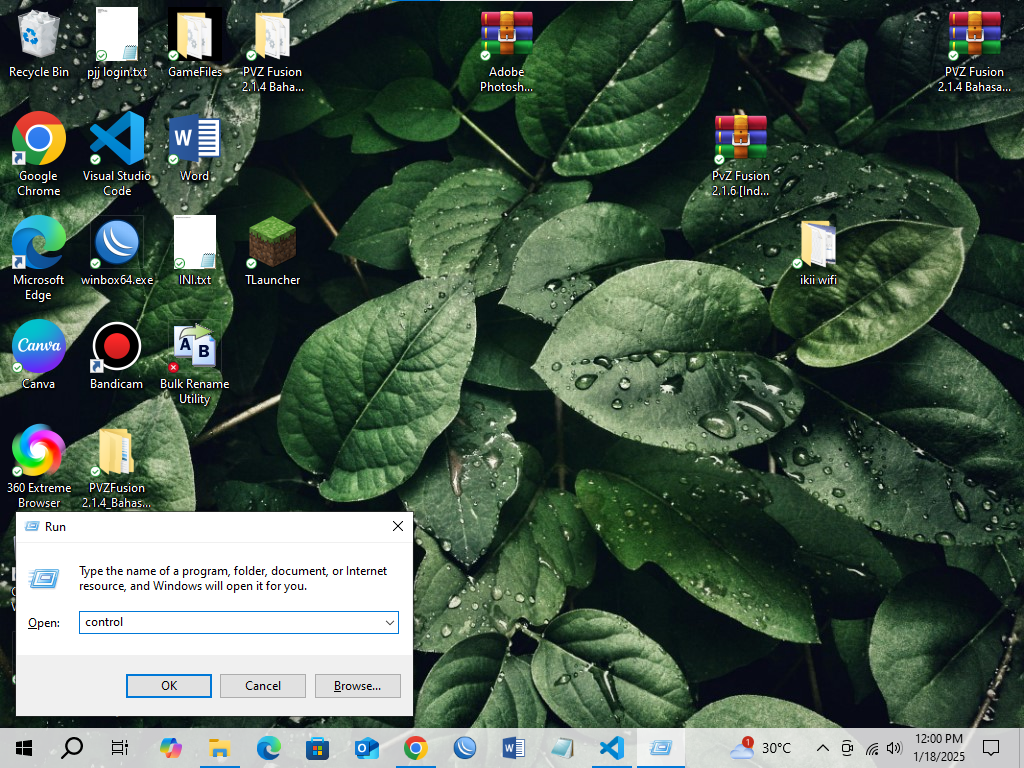 Recycle Bin
pjj login.txt
GameFiles
PVZ Fusion
2.1.4 Baha...
Adobe
Photosh...
PVZ Fusion
2.1.4 Bahasa...
Google
Chrome
Visual Studio
Code
Word
PvZ Fusion
2.1.6 [Ind...
Microsoft
Edge
winbox64.exe
INI.txt
TLauncher
ikii wifi
Canva
Canva
Bandicam
A B
Bulk Rename
Utility
360 Extreme
Browser
PVZFusion
2.1.4_Bahas...
Run
Type the name of a program, folder, document, or Internet
resource, and Windows will open it for you.
Open:
control
OK
Cancel
Browse...
1
30°C
12:00 PM
1/18/2025